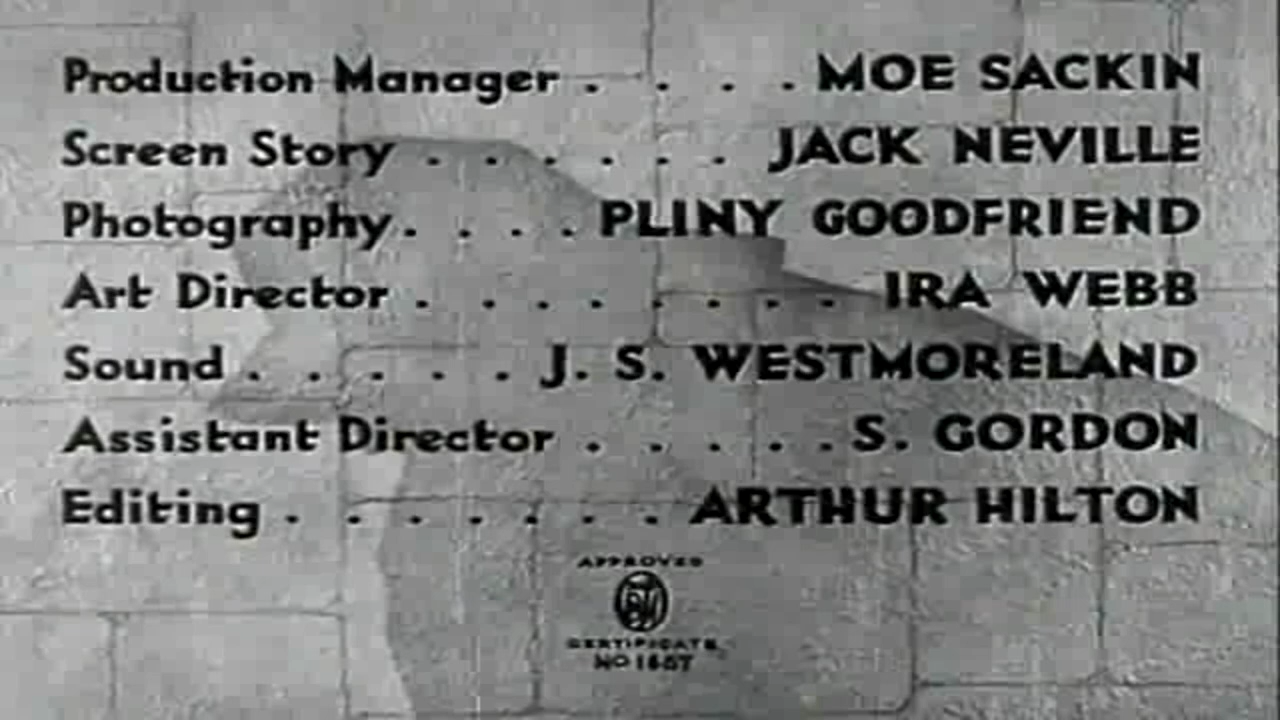 Production Manager . . . . MOE SACKIN
Screen Story . . . . . . JACK NEVILLE
Photography . . . . PLINY GOODFRIEND
Art Director . . . . . . . . IRA WEBB
Sound . . . . . J. S. WESTMORELAND
Assistant Director . . . . . S. GORDON
Editing . . . . . . . ARTHUR HILTON
APPROVED
CERTIFICATE
NO